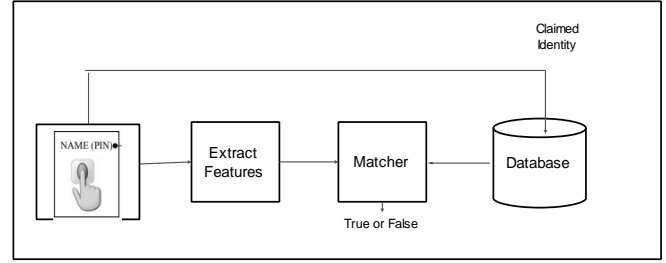 Claimed
Identity
NAME (PIN)
Extract
Features
Matcher
Database
True or False